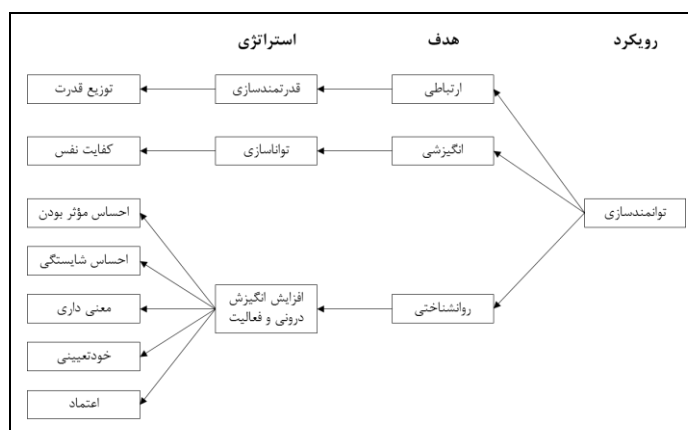 رویکرد هدف استراتژی
ارتباطی قدرتمندسازی توزیع قدرت
انگیزشی تواناسازی کفایت نفس
توانمندسازی
احساس مؤثر بودن
احساس شایستگی
روانشناختی
افزایش انگیزش
درونی و فعالیت
معنی داری
خودتعیینی
اعتماد